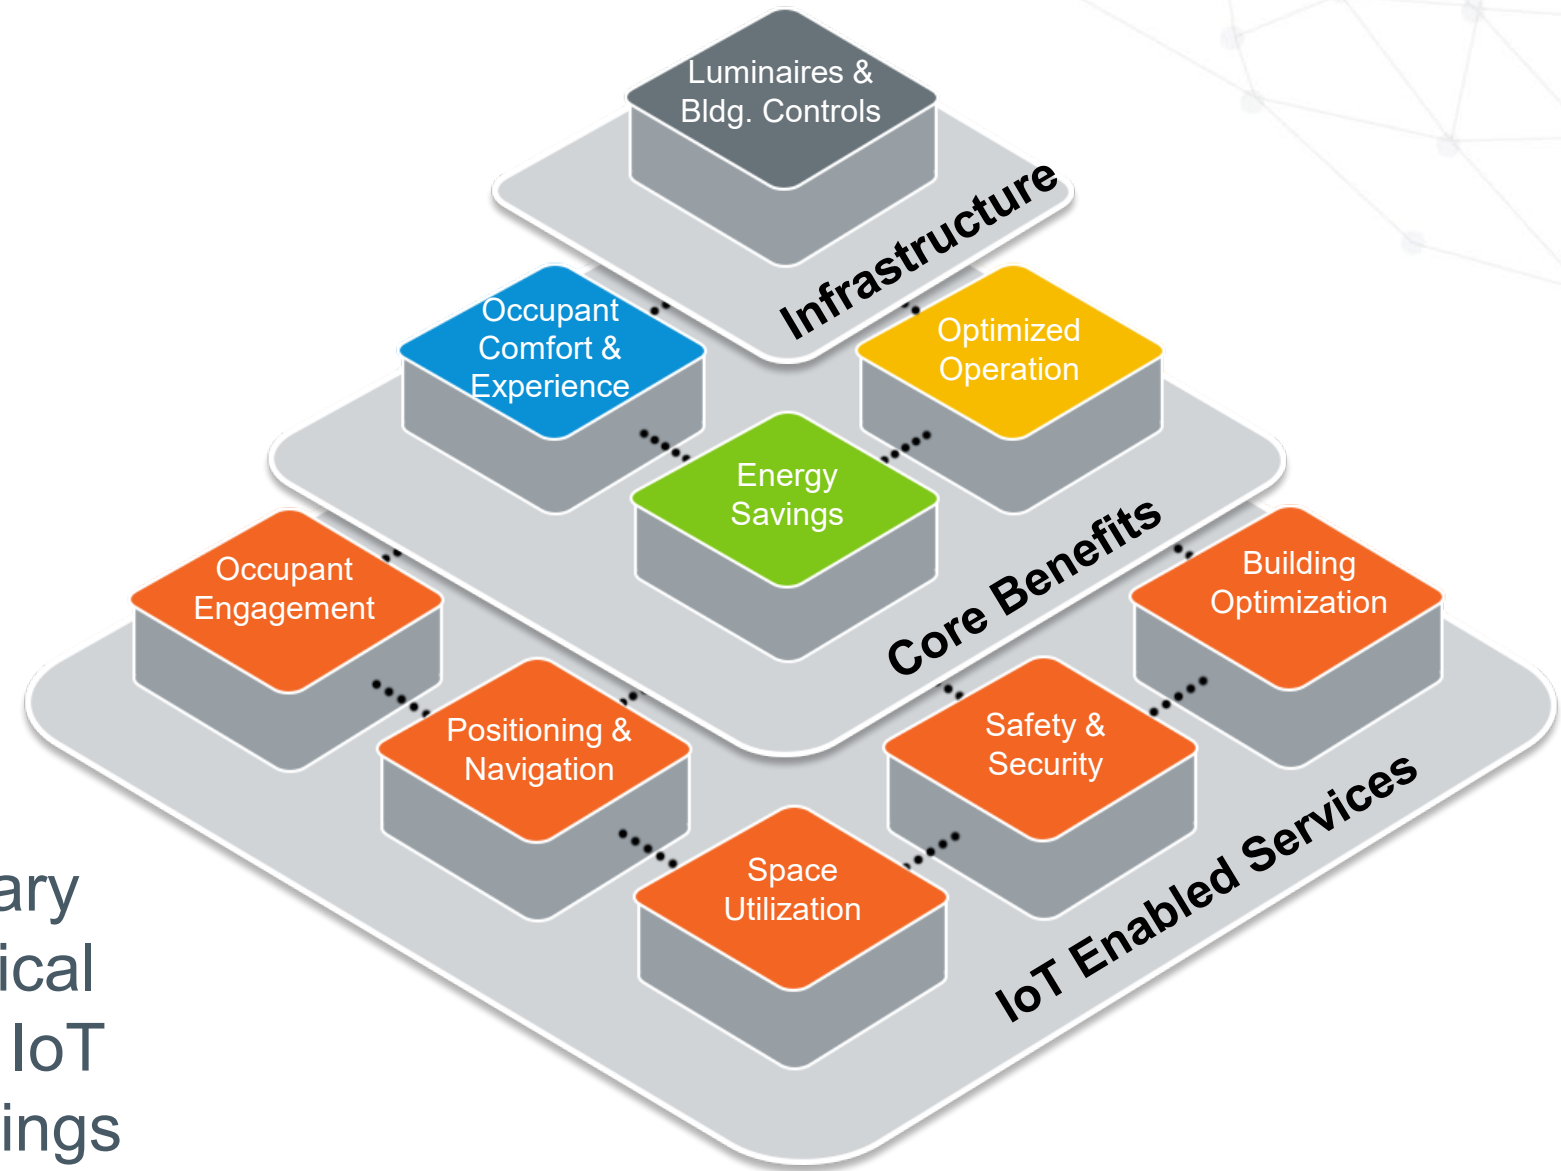 Luminaires &
Bldg. Controls
Infrastructure
Occupant
Comfort &
Experience
Optimized
Operation
Energy
Savings
Core Benefits
Occupant
Engagement
Building
Optimization
Positioning &
Navigation
Safety &
Security
Space
Utilization
IoT Enabled Services
ary
ical
IoT
ings